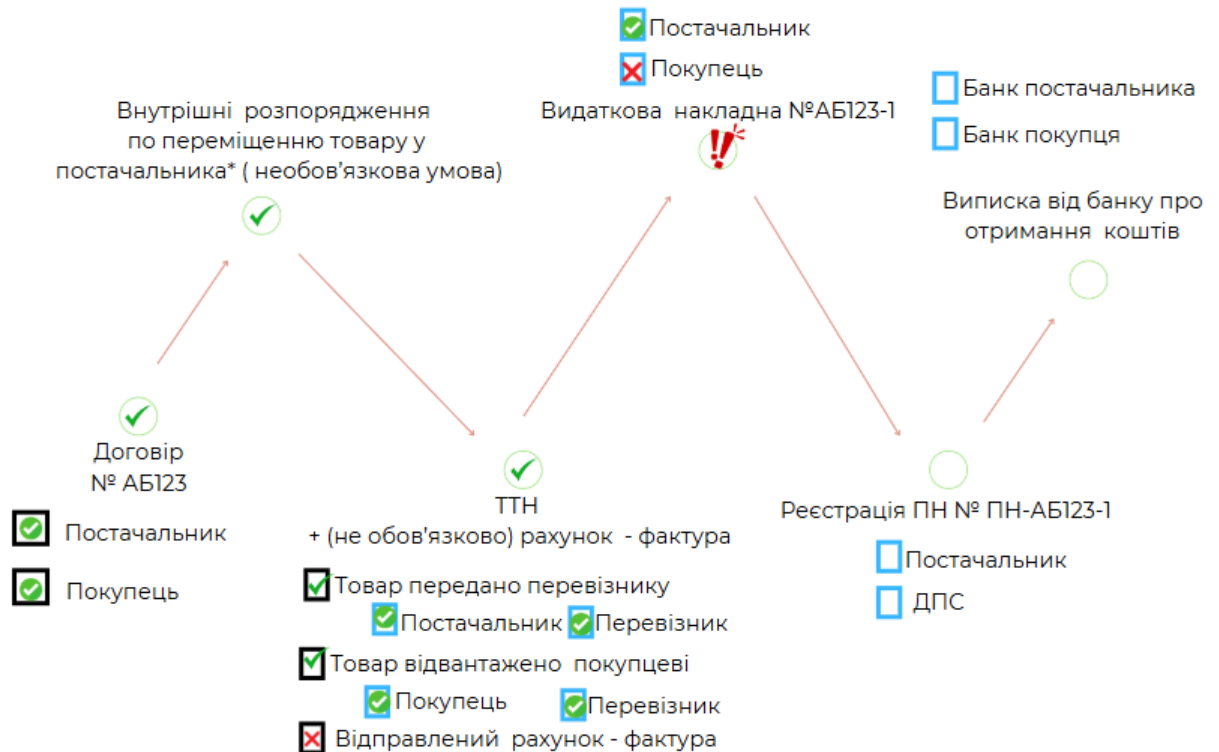 Постачальник
Покупець
Видаткова накладна №АБ123-1
Банк постачальника
Банк покупця
Внутрішні розпорядження
по переміщенню товару у
постачальника* ( необов'язкова умова)
Виписка від банку про
отримання коштів
Договір
№ АБ123
Постачальник
Покупець
ТТН
+ (не обов'язково) рахунок - фактура
Товар передано перевізнику
Постачальник Перевізник
Товар відвантажено покупцеві
Покупець Перевізник
Відправлений рахунок - фактура
Реєстрація ПН № ПН-АБ123-1
Постачальник
ДПС